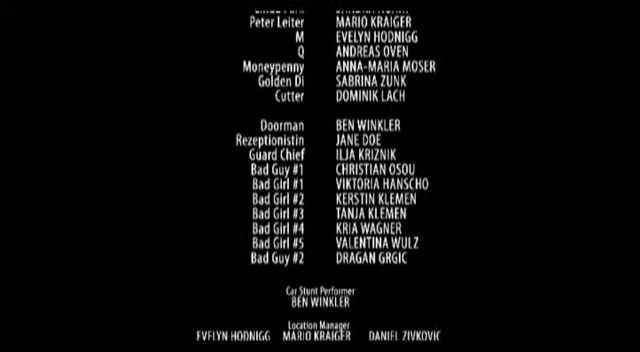 Peter Leiter MARIO KRAIGER
M EVELYN HODNIGG
Q ANDREAS OVEN
Moneypenny ANNA-MARIA MOSER
Golden Di SABRINA ZUNK
Cutter DOMINIK LACH
Doorman BEN WINKLER
Rezeptionistin JANE DOE
Guard Chief ILJA KRIZNIK
Bad Guy #1 CHRISTIAN OSOU
Bad Girl #1 VIKTORIA HANSCHO
Bad Girl #2 KERSTIN KLEMEN
Bad Girl #3 TANJA KLEMEN
Bad Girl #4 KRIA WAGNER
Bad Girl #5 VALENTINA WULZ
Bad Guy #2 DRAGAN GRGIC
Car Stunt Performer
BEN WINKLER
Location Manager
EVELYN HODNIGG MARIO KRAIGER DANIEL ZIVKOVIC